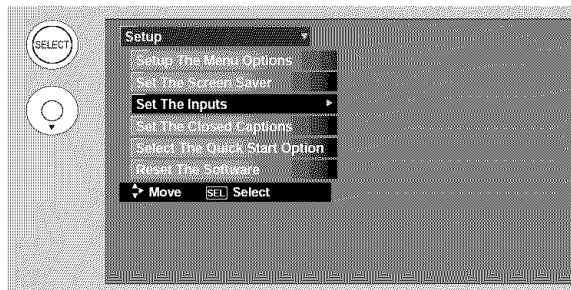 SELECT
Setup
Setup The Menu Options
Set The Screen Saver
Set The Inputs
Set The Closed Captions
Select The Quick Start Option
Reset The Software
Move SEL Select